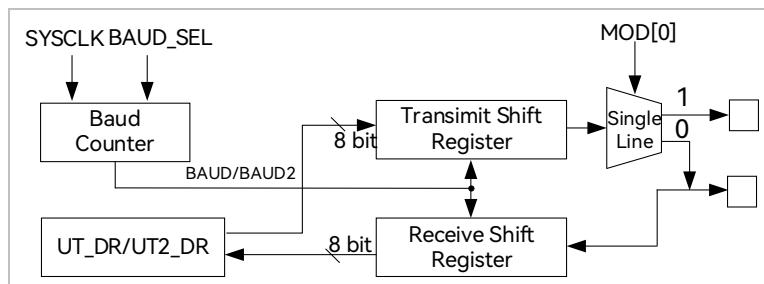 SYSCLK BAUD_SEL
MOD[0]
Baud
Counter
Transimit Shift
Register
Single
Line
1
0
8 bit
BAUD/BAUD2
UT_DR/UT2_DR
8 bit
Receive Shift
Register